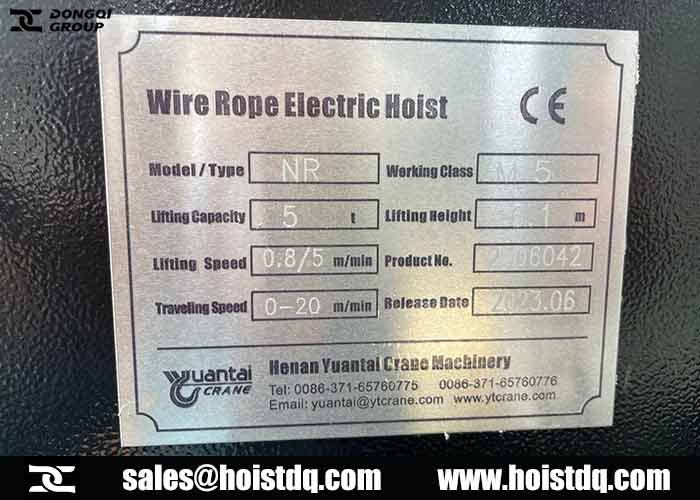 DONGQI
GROUP
Wire Rope Electric Hoist CE
Model/Type NR Working Class M 5
Lifting Capacity 5 t Lifting Height m
Lifting Speed 0.8/5 m/min Product No.
Traveling Speed 0-20 m/min Release Date 2023.06
Yuantai
CRANE
Henan Yuantai Crane Machinery
Tel: 0086-371-65760775 0086-371-65760776
Email: yuantai@ytcrane.com www.ytcrane.com
sales@hoistdq.com www.hoistdq.com